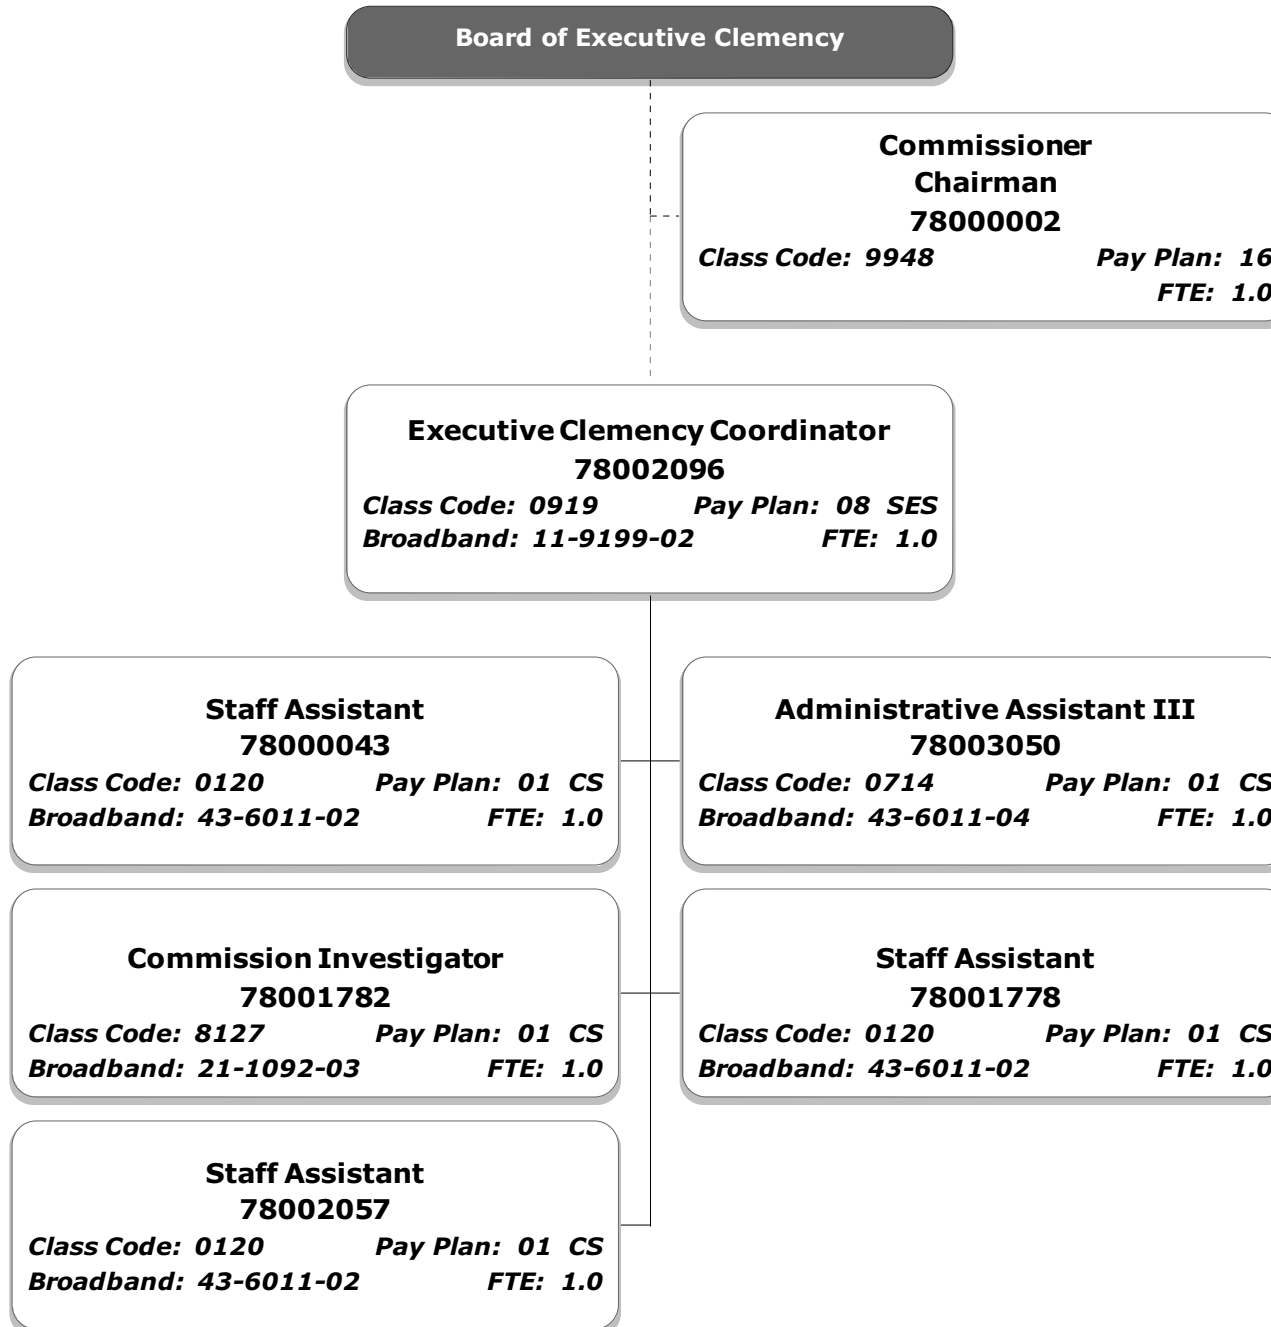 Board of Executive Clemency
Commissioner
Chairman
78000002
Class Code: 9948 Pay Plan: 16
FTE: 1.0
Executive Clemency Coordinator
78002096
Class Code: 0919 Pay Plan: 08 SES
Broadband: 11-9199-02 FTE: 1.0
Staff Assistant
78000043
Class Code: 0120 Pay Plan: 01 CS
Broadband: 43-6011-02 FTE: 1.0
Administrative Assistant III
78003050
Class Code: 0714 Pay Plan: 01 CS
Broadband: 43-6011-04 FTE: 1.0
Commission Investigator
78001782
Class Code: 8127 Pay Plan: 01 CS
Broadband: 21-1092-03 FTE: 1.0
Staff Assistant
78001778
Class Code: 0120 Pay Plan: 01 CS
Broadband: 43-6011-02 FTE: 1.0
Staff Assistant
78002057
Class Code: 0120 Pay Plan: 01 CS
Broadband: 43-6011-02 FTE: 1.0